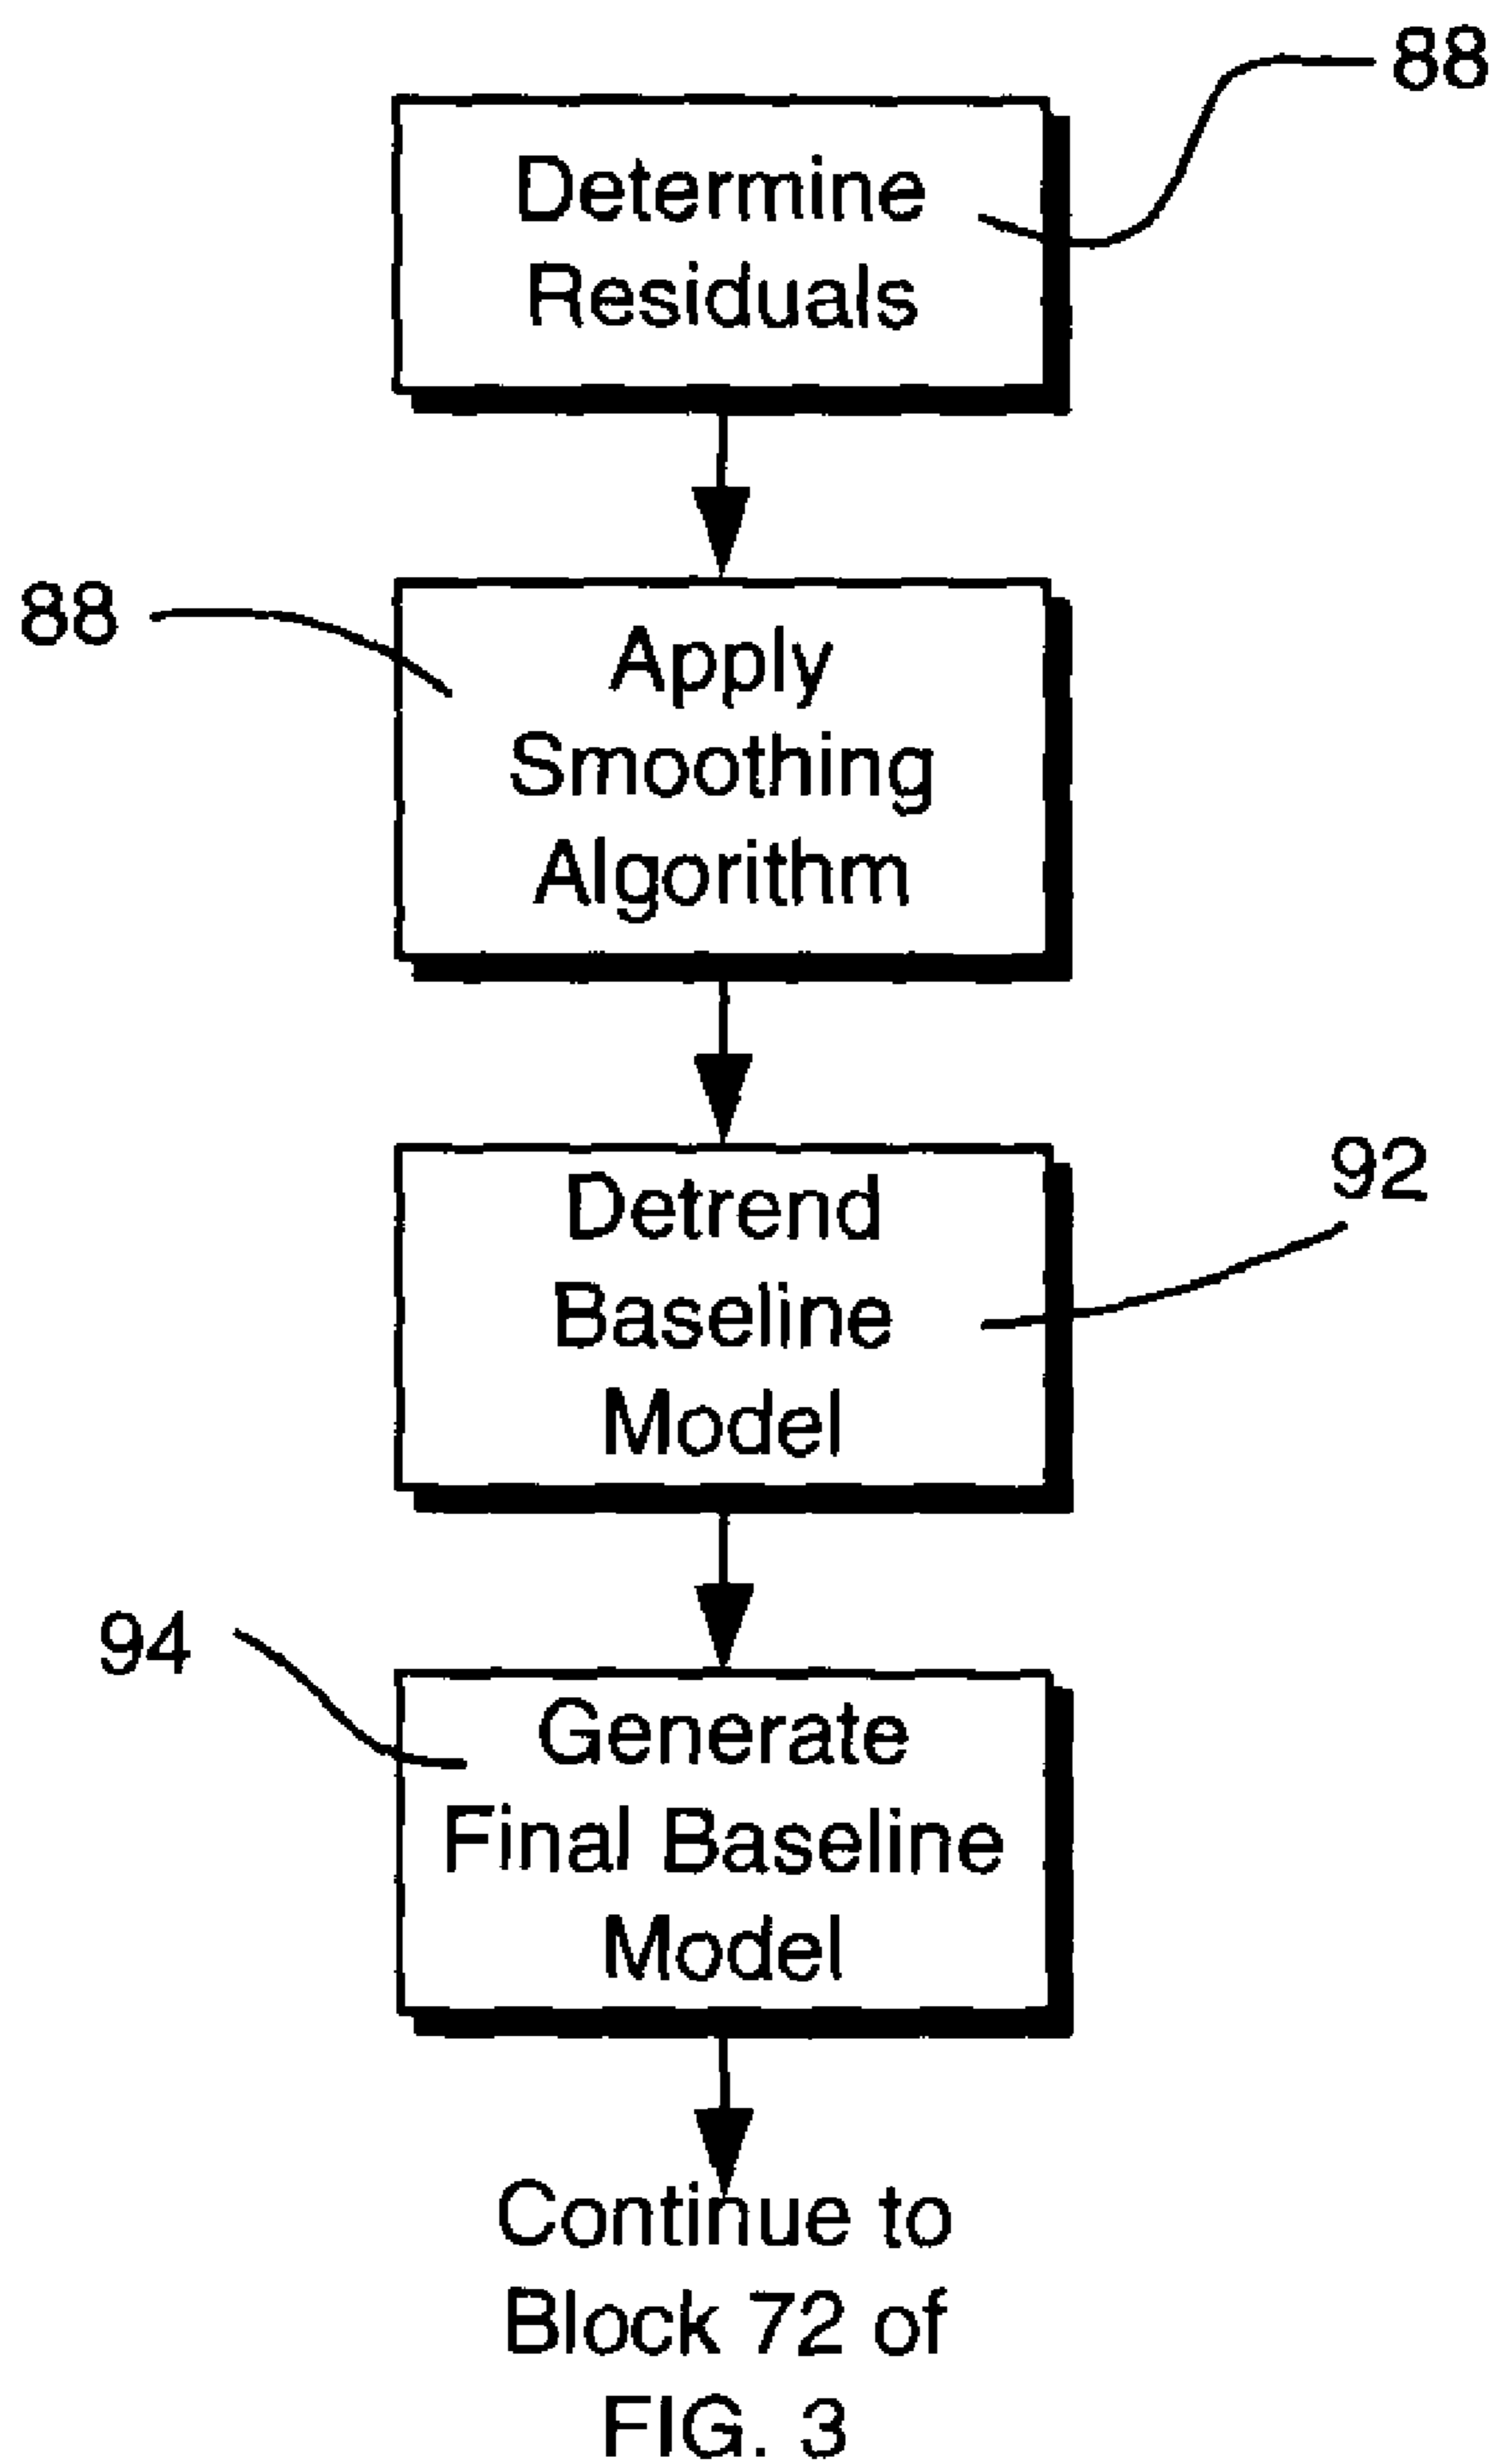 88
Determine
Residuals
88
Apply
Smoothing
Algorithm
92
Detrend
Baseline
Model
94
Generate
Final Baseline
Model
Continue to
Block 72 of
FIG. 3